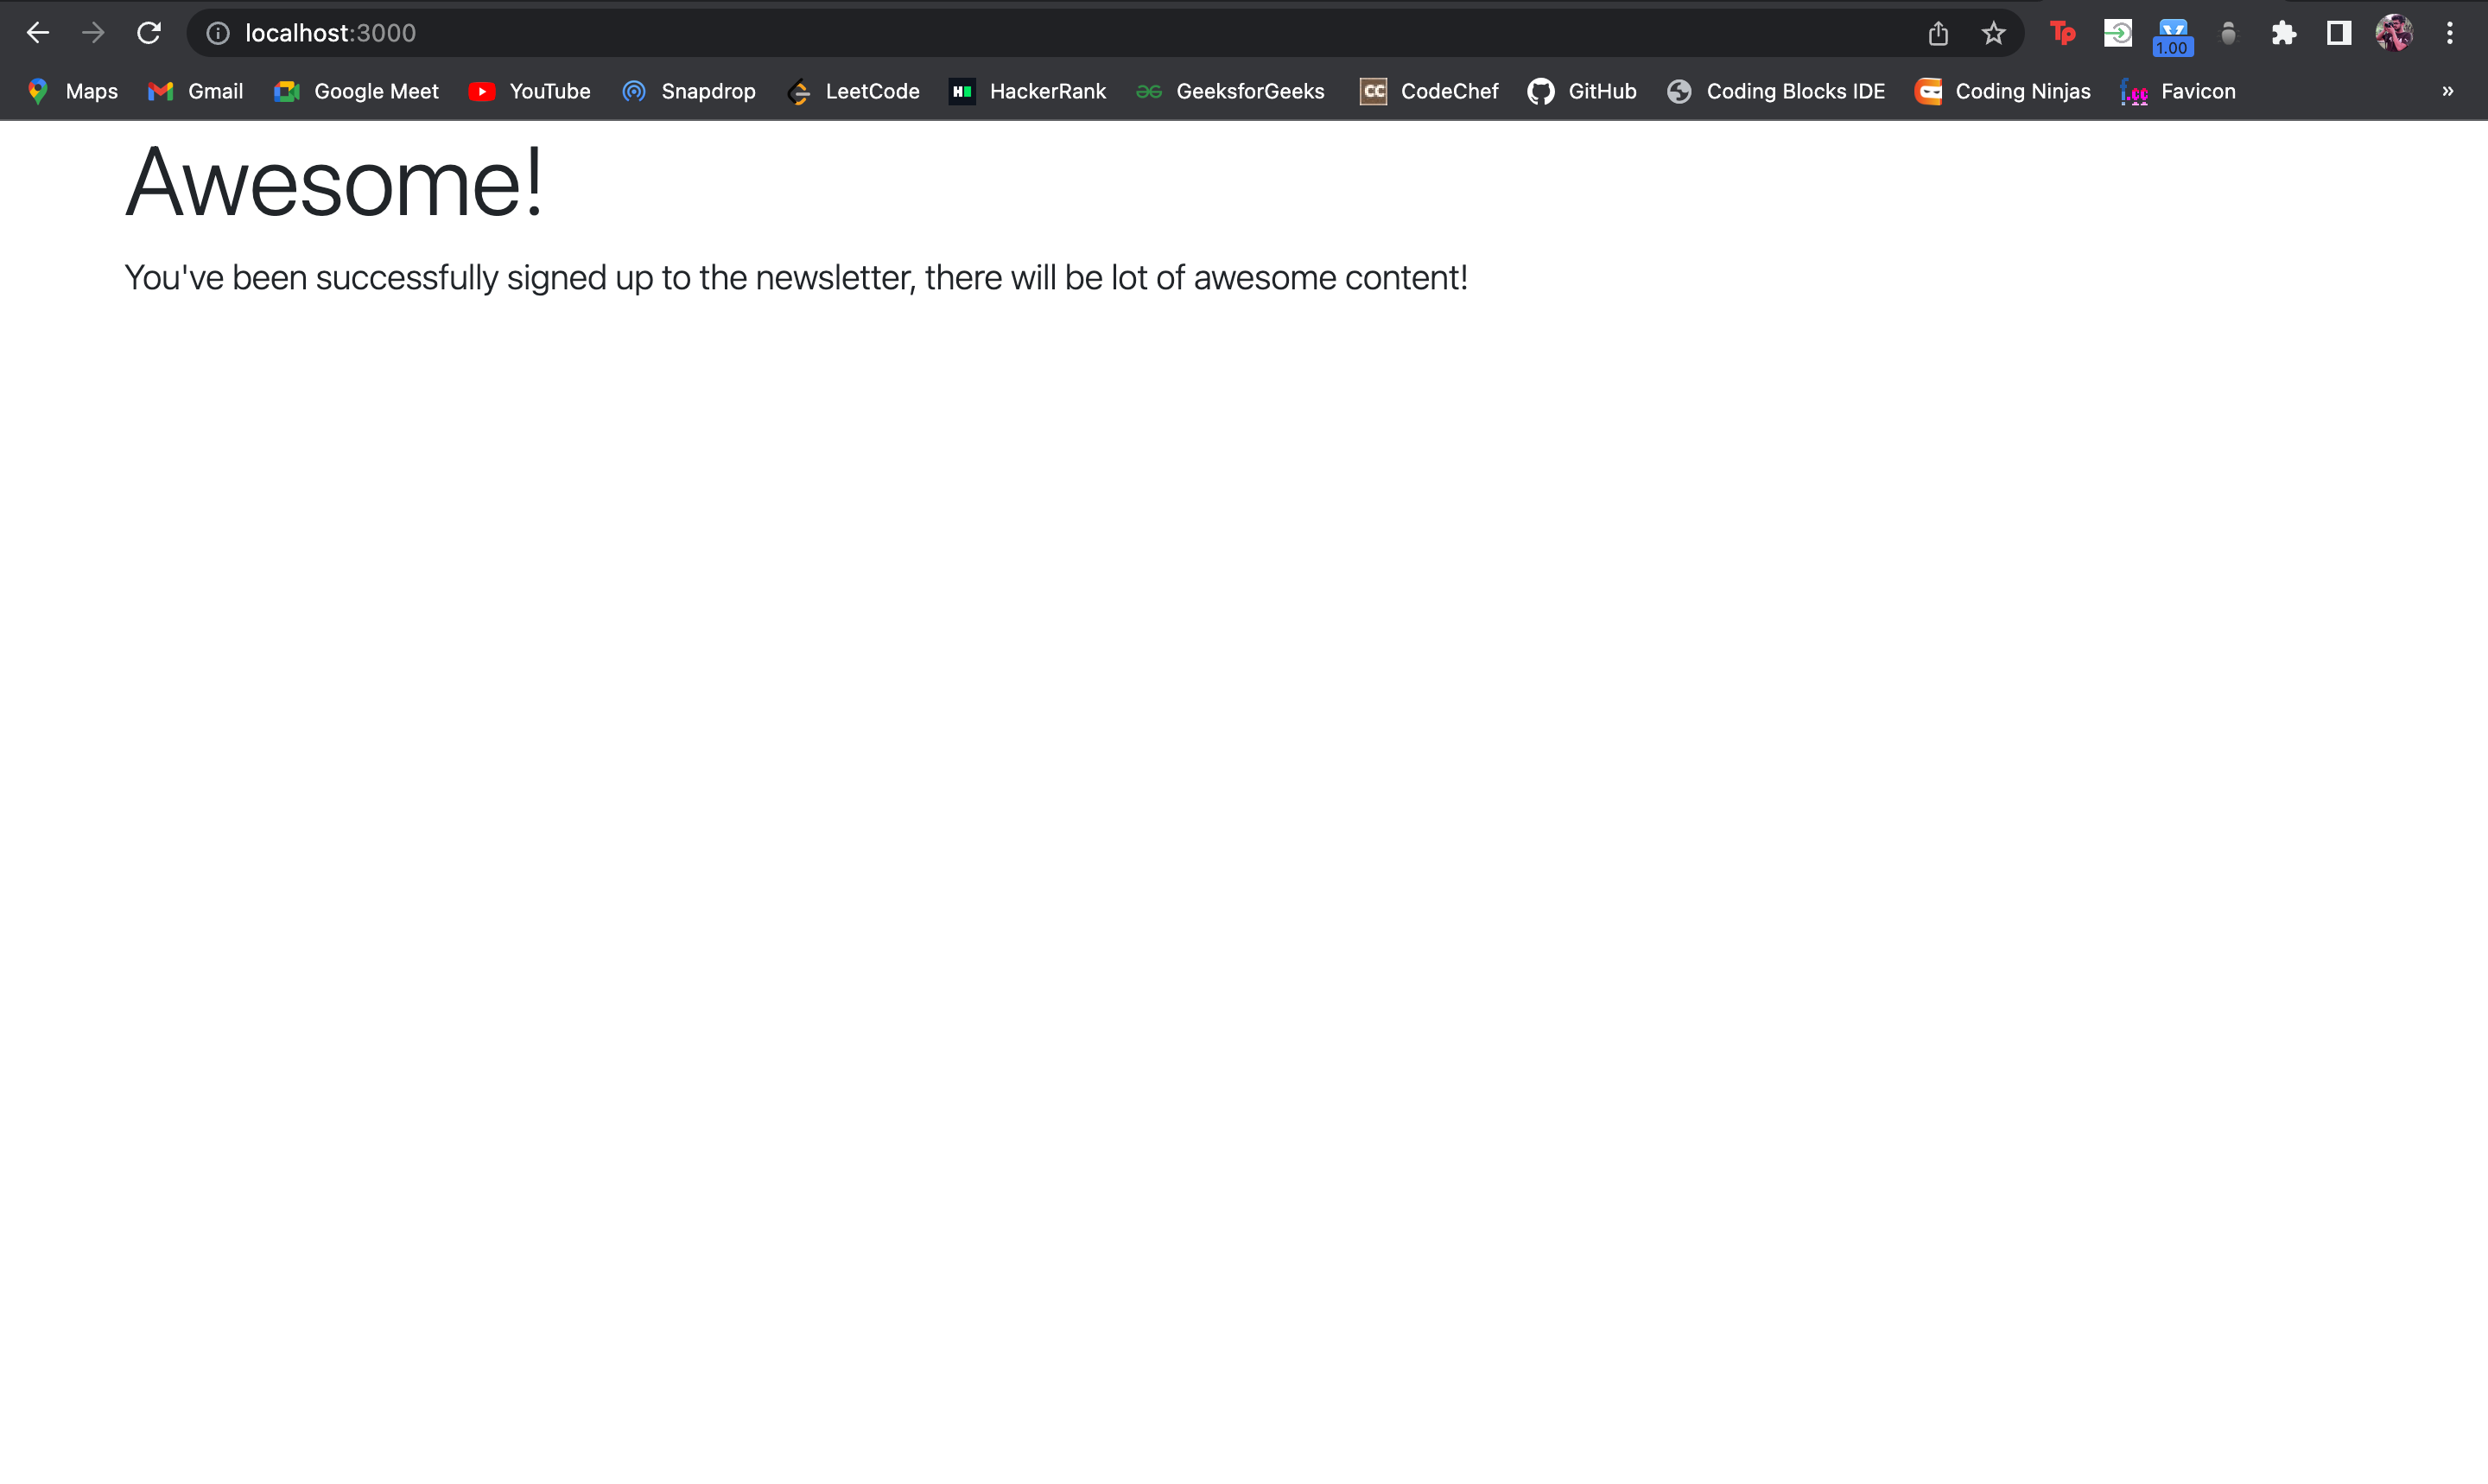 localhost:3000
1.00
Maps Gmail Google Meet YouTube Snapdrop LeetCode HackerRank GeeksforGeeks CodeChef GitHub Coding Blocks IDE Coding Ninjas Favicon »
Awesome!
You've been successfully signed up to the newsletter, there will be lot of awesome content!